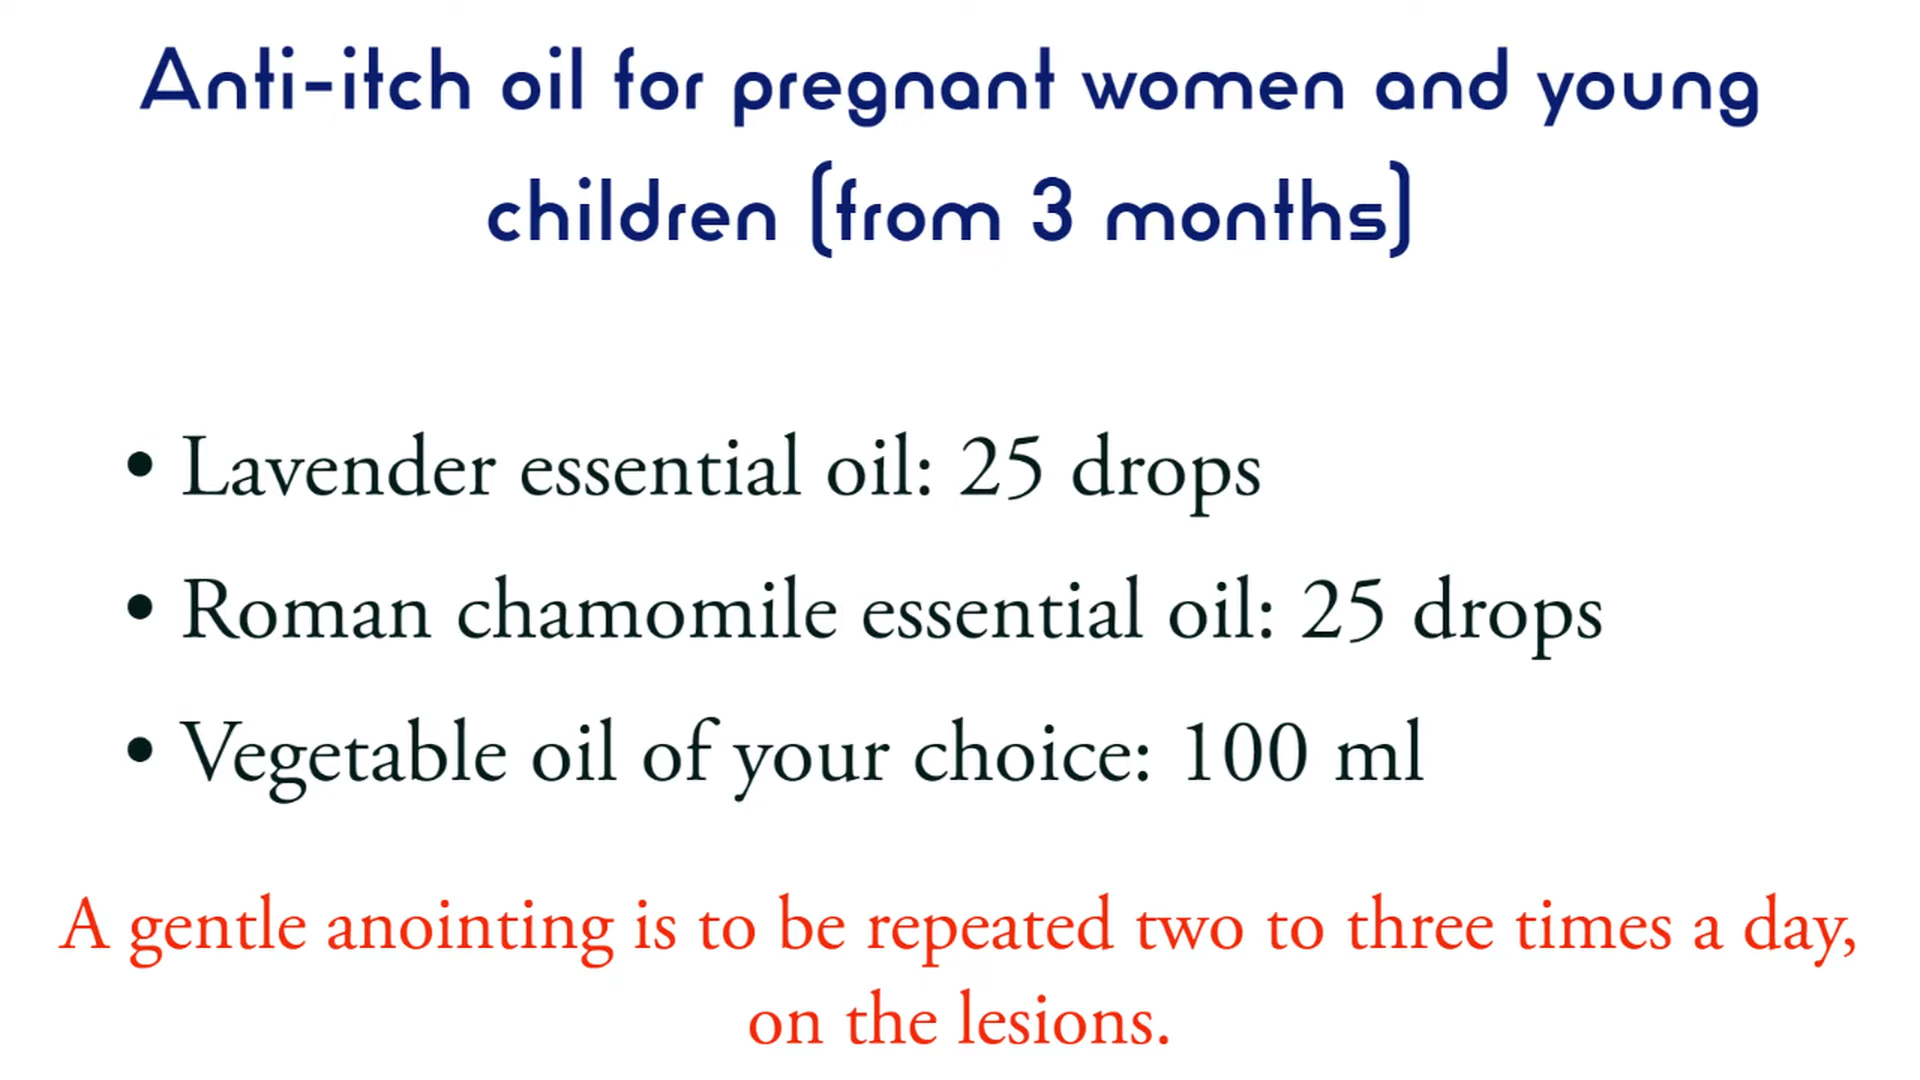 Anti-itch oil for pregnant women and young
children (from 3 months)
• Lavender essential oil: 25 drops
• Roman chamomile essential oil: 25 drops
• Vegetable oil of your choice: 100 ml
A gentle anointing is to be repeated two to three times a day,
on the lesions.